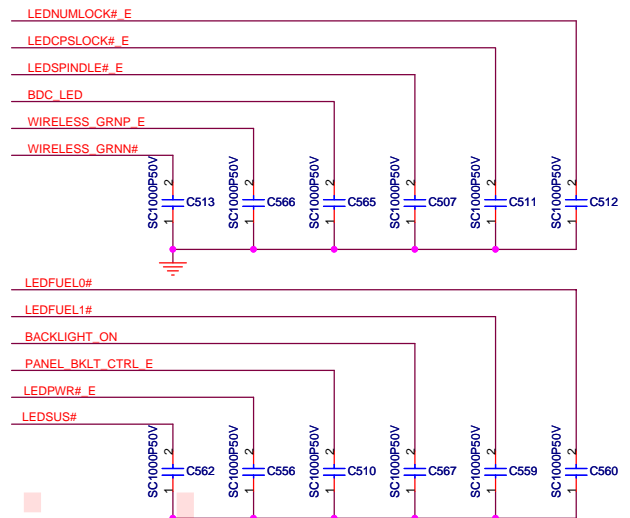 LEDNUMLOCK#_E
LEDCPSLOCK#_E
LEDSPINDLE#_E
BDC_LED
WIRELESS_GRNP_E
WIRELESS_GRNN#
SC1000P50V 2 1 C513
SC1000P50V 2 1 C566
SC1000P50V 2 1 C565
SC1000P50V 2 1 C507
SC1000P50V 2 1 C511
SC1000P50V 2 1 C512
LEDFUEL0#
LEDFUEL1#
BACKLIGHT_ON
PANEL_BKLT_CTRL_E
LEDPWR#_E
LEDSUS#
SC1000P50V 2 1 C562
SC1000P50V 2 1 C556
SC1000P50V 2 1 C510
SC1000P50V 2 1 C567
SC1000P50V 2 1 C559
SC1000P50V 2 1 C560